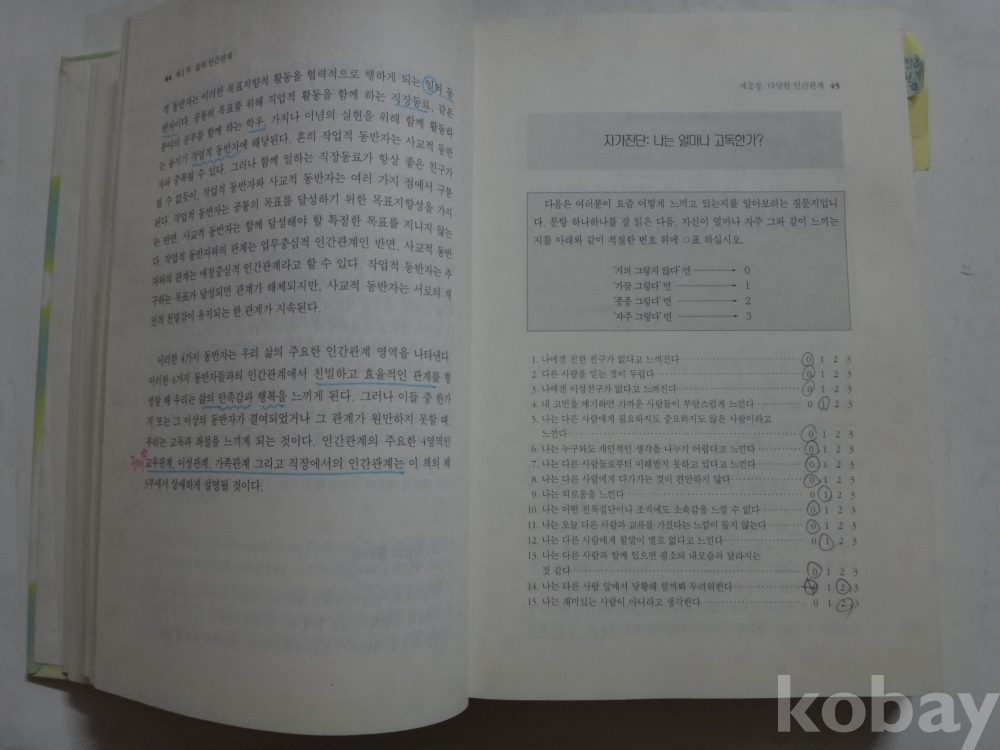 44 제1부 삶과 인간관계
적 동반자는 이러한 목표지향적 활동을 협력적으로 행하게 되는 일의 동
반자이다. 공동의 목표를 위해 직업적 활동을 함께 하는 직장동료, 같은
분야의 공부를 함께 하는 학우, 가치나 이념의 실현을 위해 함께 활동하
는 동지가 작업적 동반자에 해당된다. 흔히 작업적 동반자는 사교적 동반
자와 중복될 수 있다. 그러나 함께 일하는 직장동료가 항상 좋은 친구가
될 수 없듯이, 작업적 동반자와 사교적 동반자는 여러 가지 점에서 구분
된다. 작업적 동반자는 공통의 목표를 달성하기 위한 목표지향성을 가지
는 반면, 사교적 동반자는 함께 달성해야 할 특정한 목표를 지니지 않는
다. 작업적 동반자와의 관계는 업무중심적 인간관계인 반면, 사교적 동반
자와의 관계는 애정중심적 인간관계라고 할 수 있다. 작업적 동반자는 추
구하는 목표가 달성되면 관계가 해체되지만, 사교적 동반자는 서로의 개
인적 친밀감이 유지되는 한 관계가 지속된다.
이러한 4가지 동반자는 우리 삶의 주요한 인간관계 영역을 나타낸다.
이러한 4가지 동반자들과의 인간관계에서 친밀하고 효율적인 관계를 형
성할 때 우리는 삶의 만족감과 행복을 느끼게 된다. 그러나 이들 중 한가
지 또는 그 이상의 동반자가 결여되었거나 그 관계가 원만하지 못할 때,
우리는 고독과 좌절을 느끼게 되는 것이다. 인간관계의 주요한 4영역인
교우관계, 이성관계, 가족관계 그리고 직장에서의 인간관계는 이 책의 제
3부에서 상세하게 설명될 것이다.
제2장 다양한 인간관계 45
자가진단: 나는 얼마나 고독한가?
다음은 여러분이 요즘 어떻게 느끼고 있는지를 알아보려는 질문지입니
다. 문항 하나하나를 잘 읽은 다음, 자신이 얼마나 자주 그와 같이 느끼는
지를 아래와 같이 적절한 번호 위에 ○표 하십시오.
'거의 그렇지 않다'면 → 0
'가끔 그렇다'면 → 1
'종종 그렇다'면 → 2
'자주 그렇다'면 → 3
1. 나에겐 친한 친구가 없다고 느껴진다 0 1 2 3
2. 다른 사람을 믿는 것이 두렵다 0 1 2 3
3. 나에겐 이성친구가 없다고 느껴진다 0 1 2 3
4. 내 고민을 얘기하면 가까운 사람들이 부담스럽게 느낀다 0 1 2 3
5. 나는 다른 사람에게 필요하지도 중요하지도 않은 사람이라고
느낀다 0 1 2 3
6. 나는 누구와도 개인적인 생각을 나누기 어렵다고 느낀다 0 1 2 3
7. 나는 다른 사람들로부터 이해받지 못하고 있다고 느낀다 0 1 2 3
8. 나는 다른 사람에게 다가가는 것이 편안하지 않다 0 1 2 3
9. 나는 외로움을 느낀다 0 1 2 3
10. 나는 어떤 친목집단이나 조직에도 소속감을 느낄 수 없다 0 1 2 3
11. 나는 오늘 다른 사람과 교류를 가졌다는 느낌이 들지 않는다 0 1 2 3
12. 나는 다른 사람에게 할말이 별로 없다고 느낀다 0 1 2 3
13. 나는 다른 사람과 함께 있으면 평소의 내모습과 달라지는
것 같다 0 1 2 3
14. 나는 다른 사람 앞에서 당황해 할까봐 두려워한다 0 1 2 3
15. 나는 재미있는 사람이 아니라고 생각한다 0 1 2 3
kobay